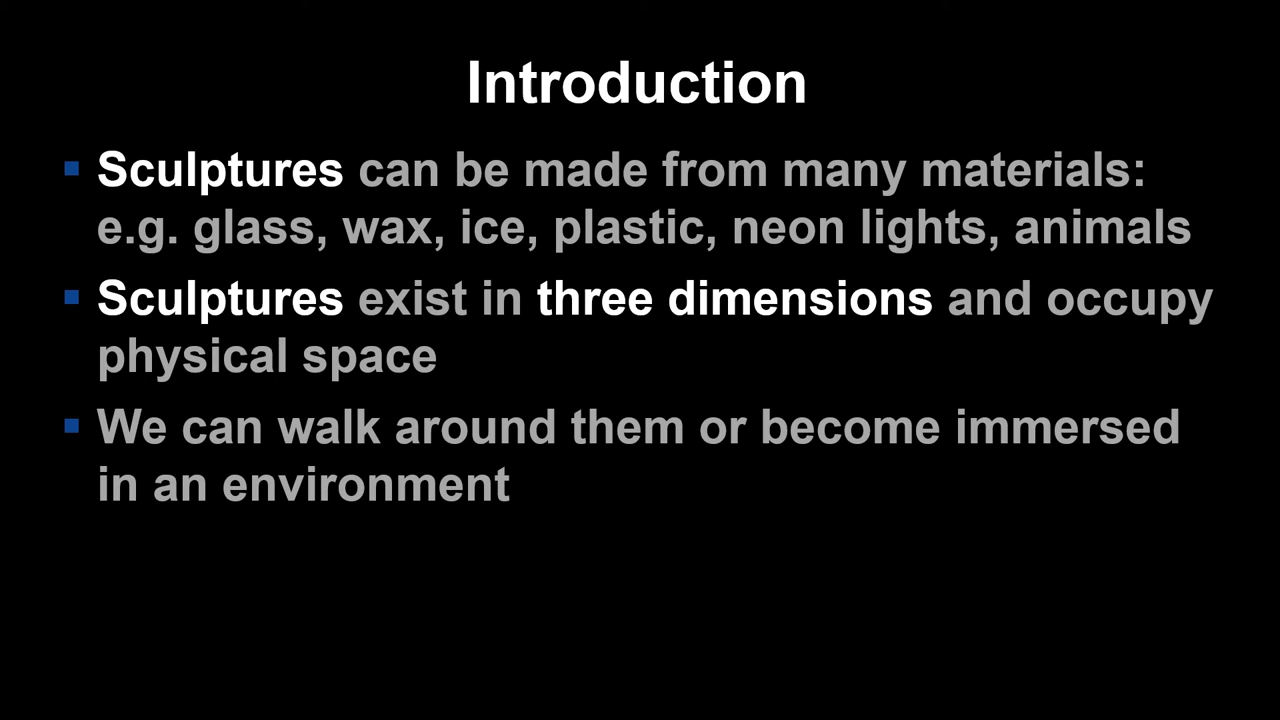 Introduction
▪ Sculptures can be made from many materials:
e.g. glass, wax, ice, plastic, neon lights, animals
▪ Sculptures exist in three dimensions and occupy
physical space
▪ We can walk around them or become immersed
in an environment